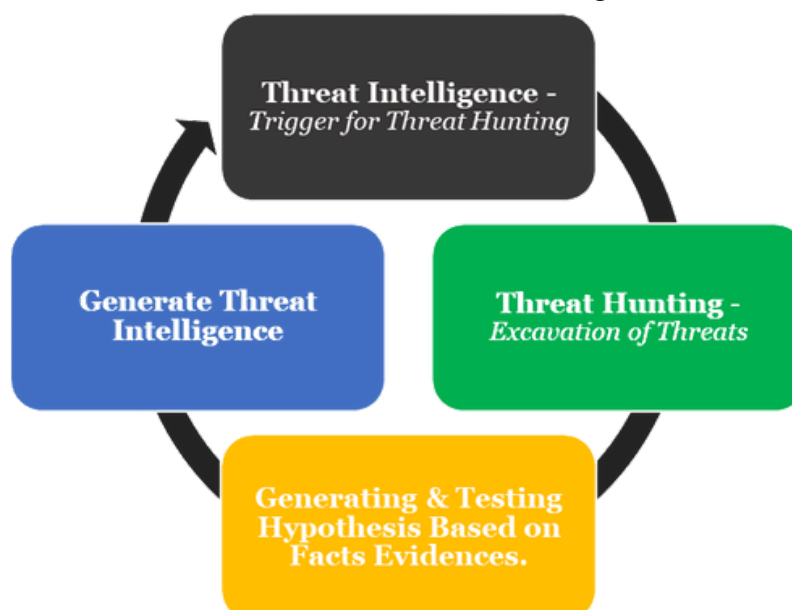 Threat Intelligence -
Trigger for Threat Hunting
Threat Hunting -
Excavation of Threats
Generating & Testing
Hypothesis Based on
Facts Evidences.
Generate Threat
Intelligence